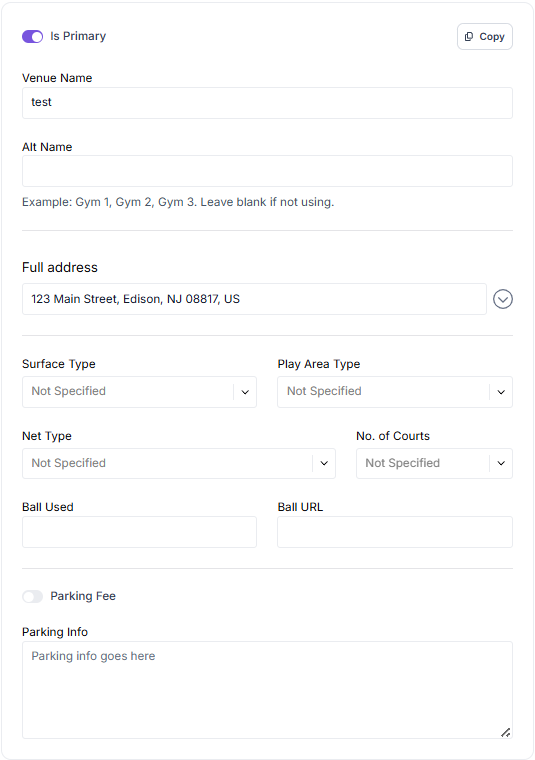 Is Primary
Copy
Venue Name
test
Alt Name
Example: Gym 1, Gym 2, Gym 3. Leave blank if not using.
Full address
123 Main Street, Edison, NJ 08817, US
Surface Type
Play Area Type
Not Specified
Not Specified
Net Type
No. of Courts
Not Specified
Not Specified
Ball Used
Ball URL
Parking Fee
Parking Info
Parking info goes here